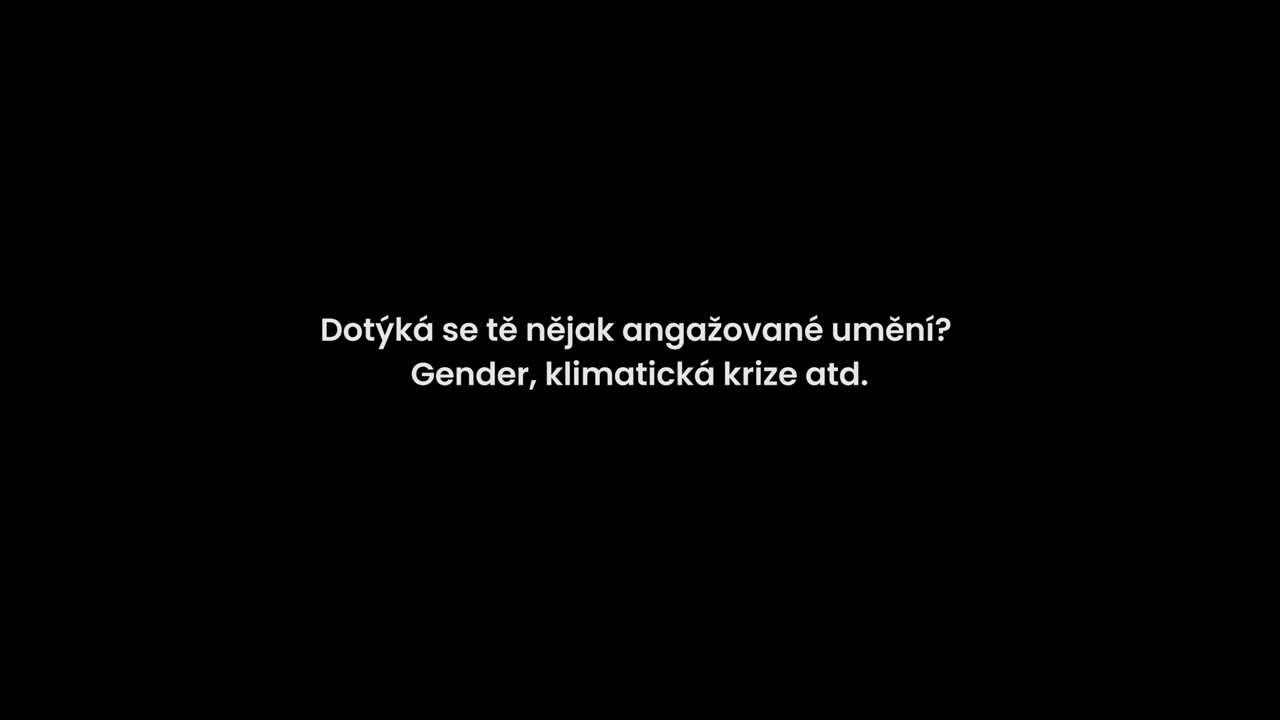 Dotýká se tě nějak angažované umění?
Gender, klimatická krize atd.